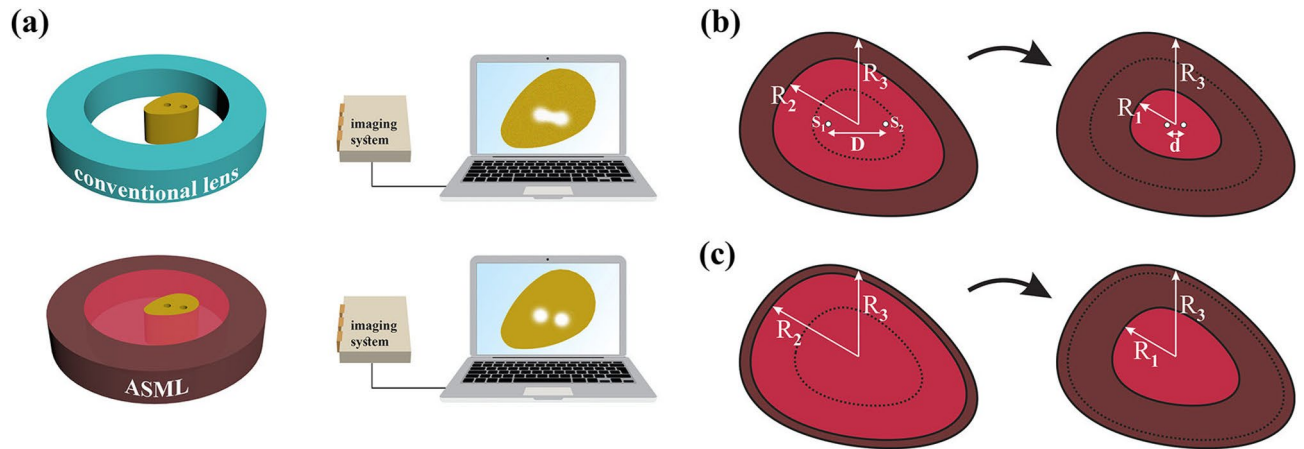 (a)
conventional lens
imaging
system
ASML
imaging
system
(b)
R2
R3
S1
S2
D
R1
R3
d
(c)
R2
R3
R1
R3